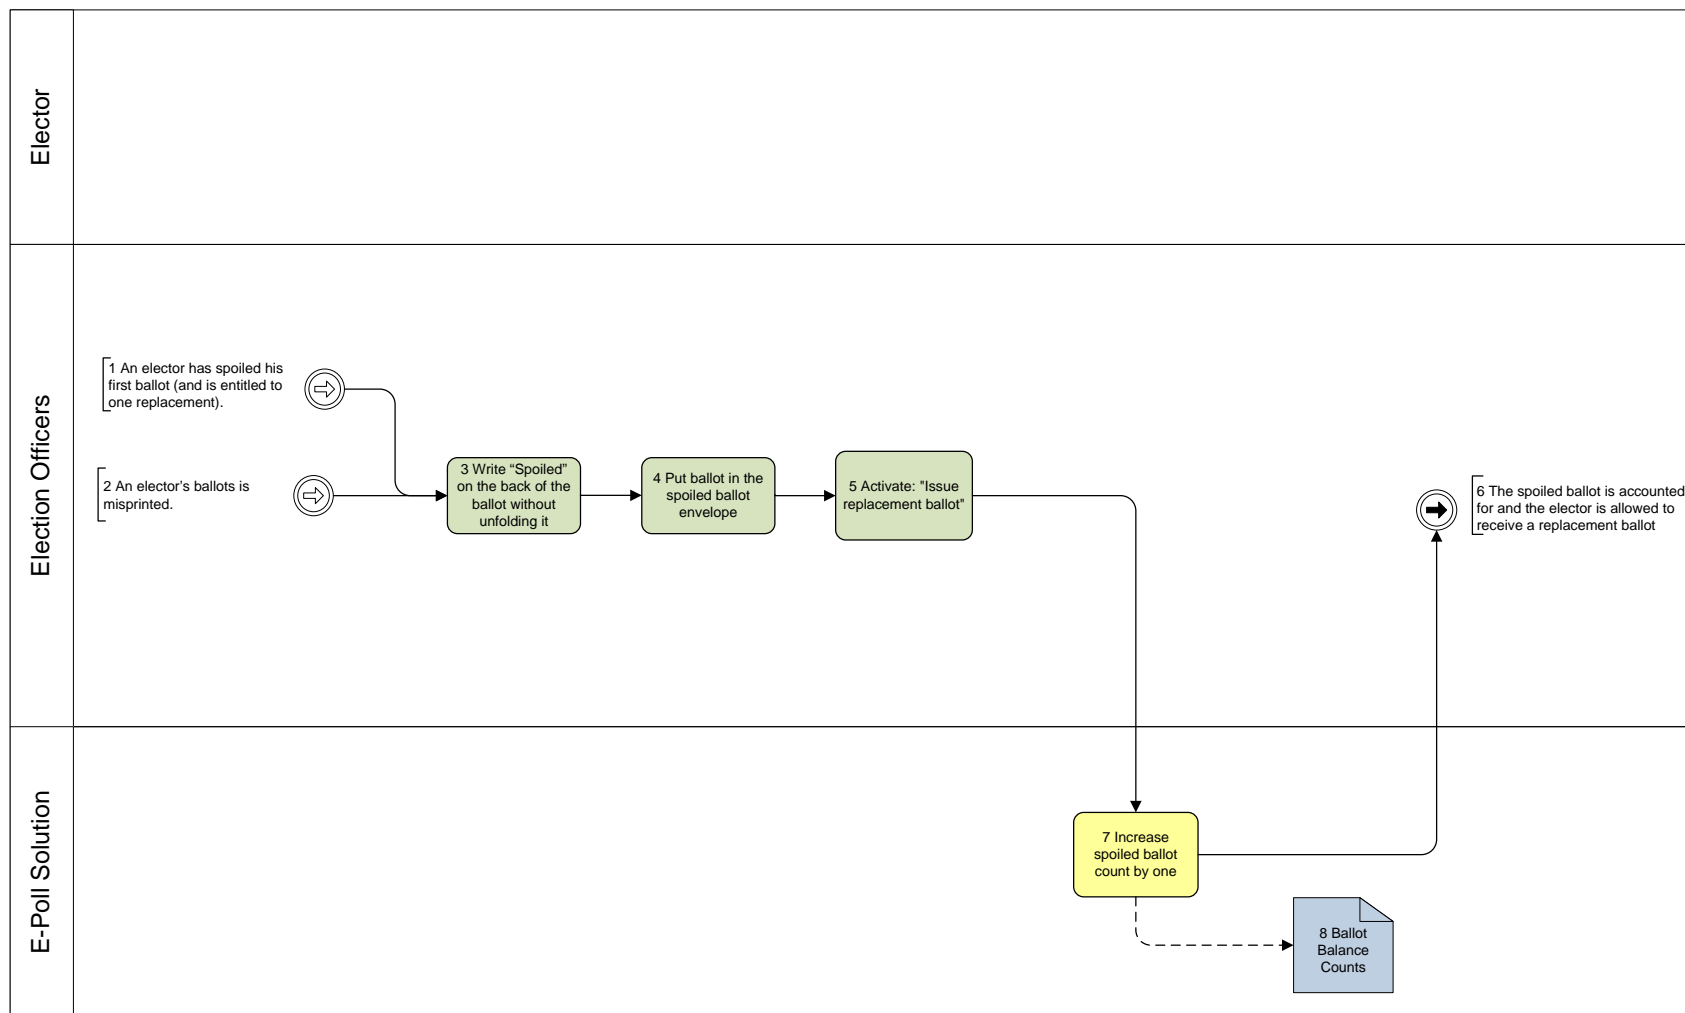 Elector
Election Officers
1 An elector has spoiled his
first ballot (and is entitled to
one replacement).
2 An elector’s ballots is
misprinted.
3 Write “Spoiled”
on the back of the
ballot without
unfolding it
4 Put ballot in the
spoiled ballot
envelope
5 Activate: "Issue
replacement ballot"
6 The spoiled ballot is accounted
for and the elector is allowed to
receive a replacement ballot
E-Poll Solution
7 Increase
spoiled ballot
count by one
8 Ballot
Balance
Counts